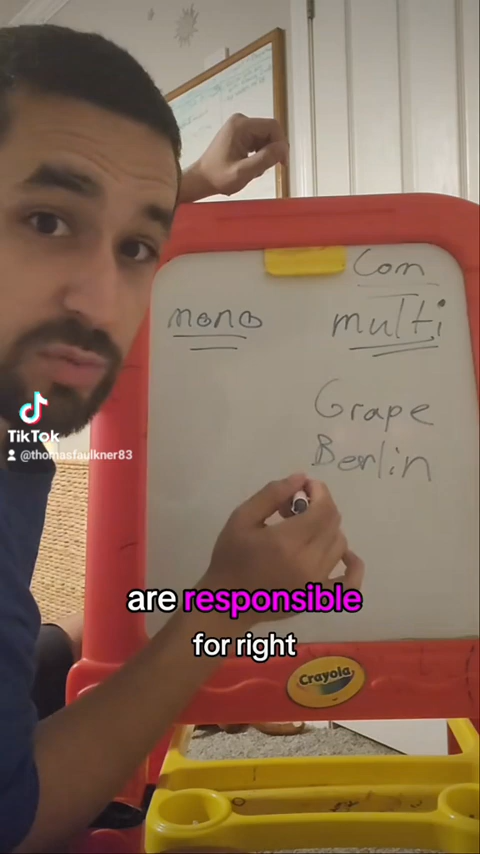 Com
mono
multi
Grape
Berlin
TikTok
@thomasfaulkner83
are responsible
for right
Crayola